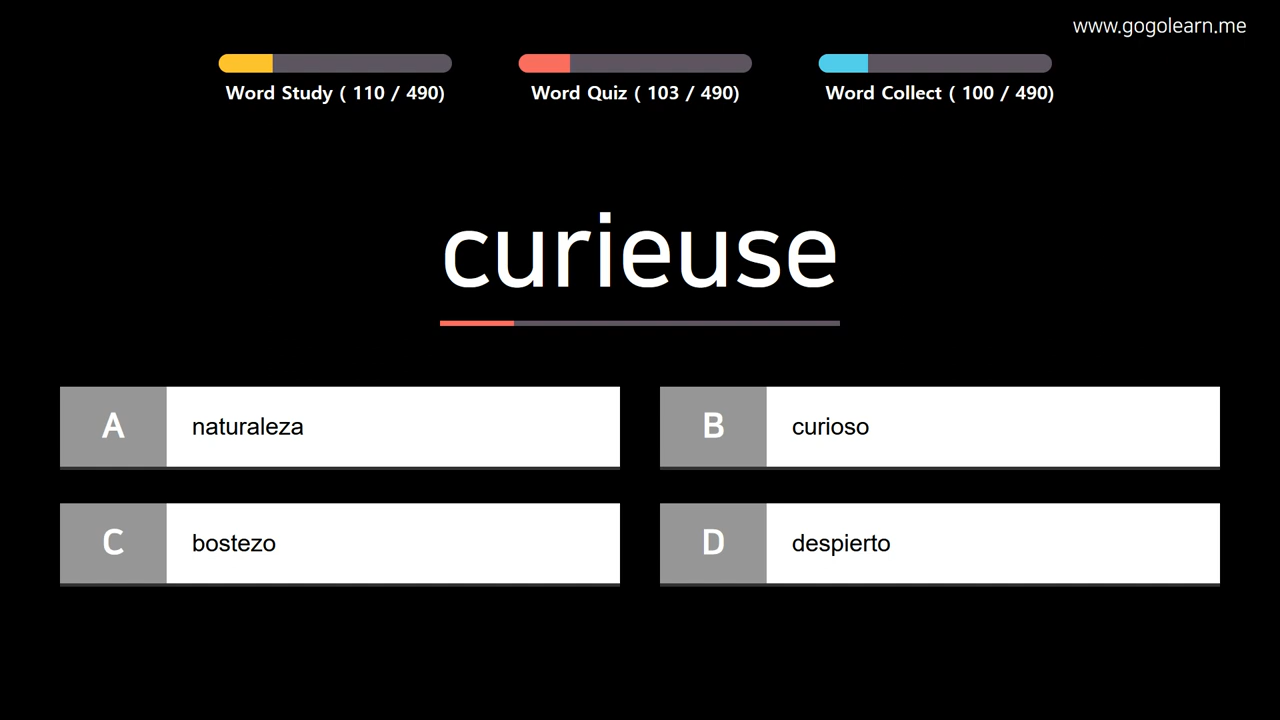 www.gogolearn.me
Word Study ( 110 / 490)
Word Quiz ( 103 / 490)
Word Collect ( 100 / 490)
curieuse
A naturaleza
B curioso
C bostezo
D despierto